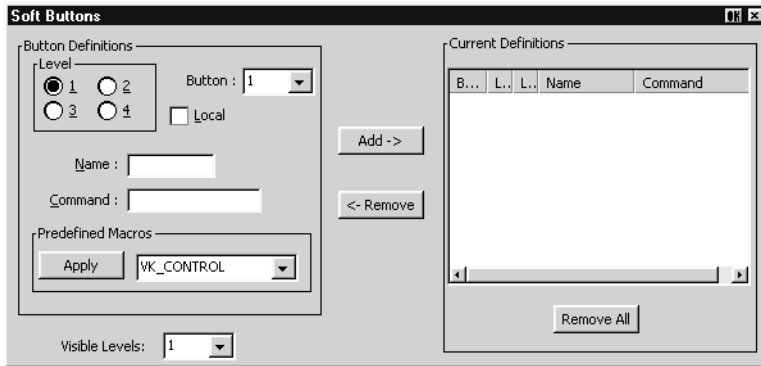 Soft Buttons OK
Button Definitions
Level
1 2
3 4
Button : 1
Local
Name :
Command :
Predefined Macros
Apply VK_CONTROL
Visible Levels: 1
Add ->
<- Remove
Current Definitions
B... L.. L.. Name Command
Remove All